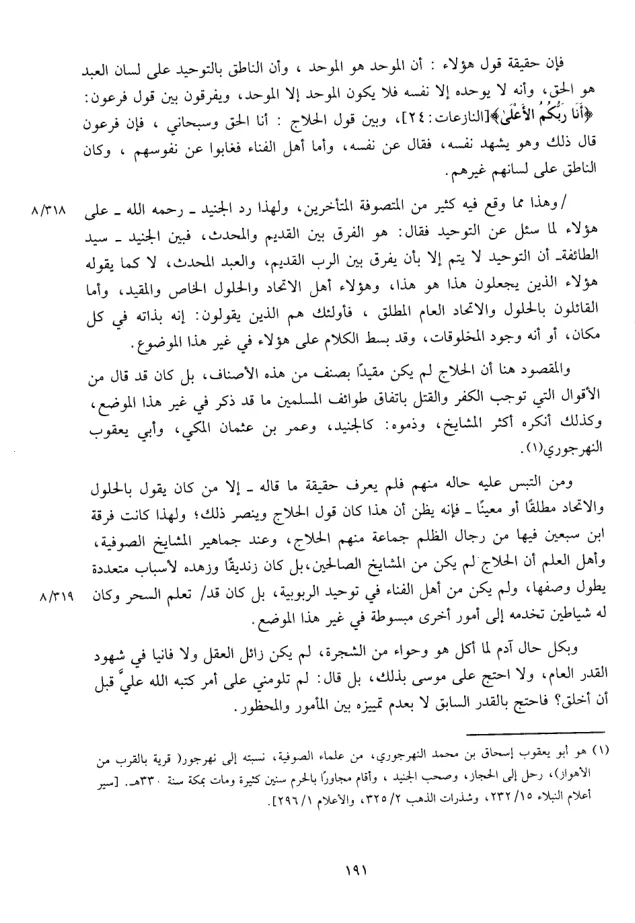 فإن حقيقة قول هؤلاء : أن الموحد هو الموحد ، وأن الناطق بالتوحيد على لسان العبد
هو الحق، وأنه لا يوحده إلا نفسه فلا يكون الموحد إلا الموحد، ويفرقون بين قول فرعون:
﴿أَنَا رَبُّكُمُ الأَعْلَىٰ﴾[النازعات:٢٤]، وبين قول الحلاج : أنا الحق وسبحاني ، فإن فرعون
قال ذلك وهو يشهد نفسه، فقال عن نفسه، وأما أهل الفناء فغابوا عن نفوسهم ، وكان
الناطق على لسانهم غيرهم.
٨/٣١٨ /وهذا مما وقع فيه كثير من المتصوفة المتأخرين، ولهذا رد الجنيد ـ رحمه الله ـ على
هؤلاء لما سئل عن التوحيد فقال: هو الفرق بين القديم والمحدث، فبين الجنيد ـ سيد
الطائفة ـ أن التوحيد لا يتم إلا بأن يفرق بين الرب القديم، والعبد المحدث، لا كما يقوله
هؤلاء الذين يجعلون هذا هو هذا، وهؤلاء أهل الاتحاد والحلول الخاص والمقيد، وأما
القائلون بالحلول والاتحاد العام المطلق ، فأولئك هم الذين يقولون: إنه بذاته في كل
مكان، أو أنه وجود المخلوقات، وقد بسط الكلام على هؤلاء في غير هذا الموضوع.
والمقصود هنا أن الحلاج لم يكن مقيدًا بصنف من هذه الأصناف، بل كان قد قال من
الأقوال التي توجب الكفر والقتل باتفاق طوائف المسلمين ما قد ذكر في غير هذا الموضع،
وكذلك أنكره أكثر المشايخ، وذموه: كالجنيد، وعمر بن عثمان المكي، وأبي يعقوب
النهرجوري(١).
ومن التبس عليه حاله منهم فلم يعرف حقيقة ما قاله ـ إلا من كان يقول بالحلول
والاتحاد مطلقًا أو معينًا ـ فإنه يظن أن هذا كان قول الحلاج وينصر ذلك؛ ولهذا كانت فرقة
ابن سبعين فيها من رجال الظلم جماعة منهم الحلاج، وعند جماهير المشايخ الصوفية،
وأهل العلم أن الحلاج لم يكن من المشايخ الصالحين،بل كان زنديقًا وزهده لأسباب متعددة
٨/٣١٩ يطول وصفها، ولم يكن من أهل الفناء في توحيد الربوبية، بل كان قد/ تعلم السحر وكان
له شياطين تخدمه إلى أمور أخرى مبسوطة في غير هذا الموضع.
وبكل حال آدم لما أكل هو وحواء من الشجرة، لم يكن زائل العقل ولا فانيا في شهود
القدر العام، ولا احتج على موسى بذلك، بل قال: لم تلومني على أمر كتبه الله عليَّ قبل
أن أخلق؟ فاحتج بالقدر السابق لا بعدم تمييزه بين المأمور والمحظور.
(١) هو أبو يعقوب إسحاق بن محمد النهرجوري، من علماء الصوفية، نسبته إلى نهرجور( قرية بالقرب من
الأهواز)، رحل إلى الحجاز، وصحب الجنيد ، وأقام مجاورًا بالحرم سنين كثيرة ومات بمكة سنة ٣٣٠هـ. [سير
أعلام النبلاء ١٥/ ٢٣٢، وشذرات الذهب ٢/ ٣٢٥، والأعلام ١/ ٢٩٦].
١٩١